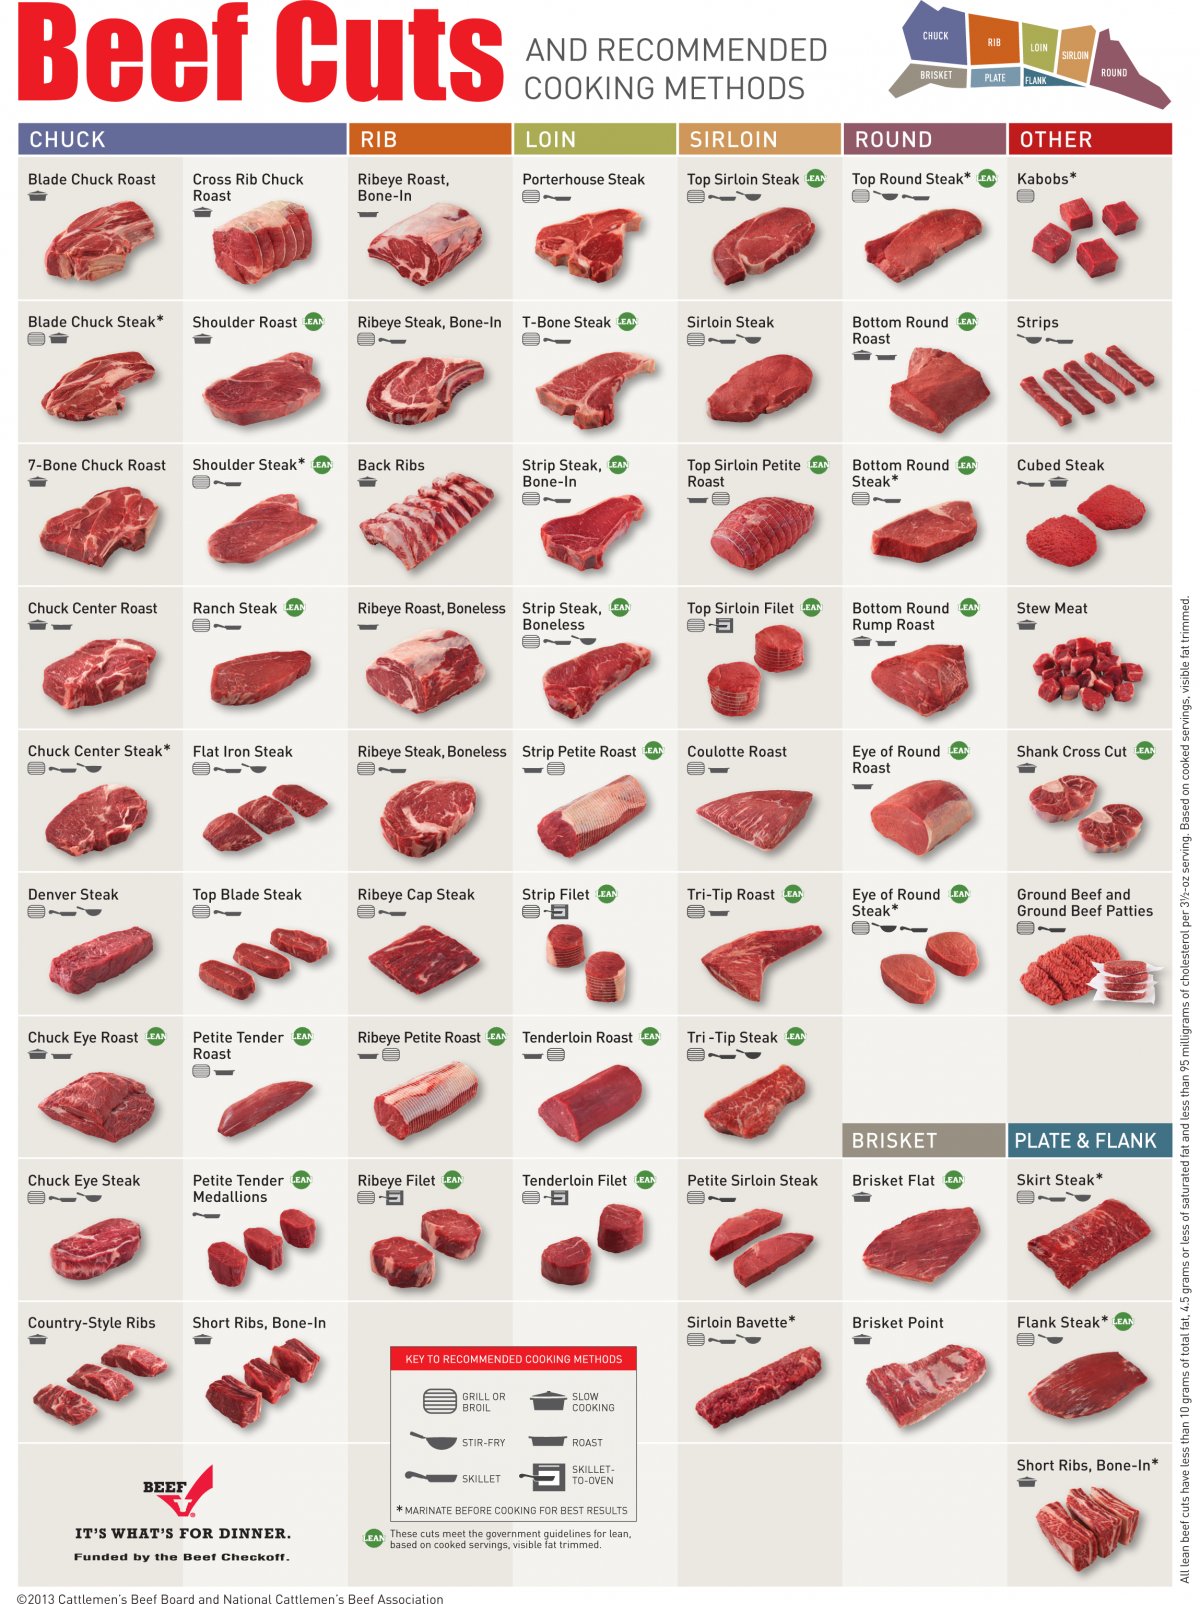 Beef Cuts
AND RECOMMENDED
COOKING METHODS
CHUCK
RIB
LOIN
SIRLOIN
ROUND
BRISKET
PLATE
FLANK
CHUCK
RIB
LOIN
SIRLOIN
ROUND
OTHER
Blade Chuck Roast
Cross Rib Chuck
Roast
Ribeye Roast,
Bone-In
Porterhouse Steak
Top Sirloin Steak LEAN
Top Round Steak* LEAN
Kabobs*
Blade Chuck Steak*
Shoulder Roast LEAN
Ribeye Steak, Bone-In
T-Bone Steak LEAN
Sirloin Steak
Bottom Round LEAN
Roast
Strips
7-Bone Chuck Roast
Shoulder Steak* LEAN
Back Ribs
Strip Steak, LEAN
Bone-In
Top Sirloin Petite LEAN
Roast
Bottom Round LEAN
Steak*
Cubed Steak
Chuck Center Roast
Ranch Steak LEAN
Ribeye Roast, Boneless
Strip Steak, LEAN
Boneless
Top Sirloin Filet LEAN
Bottom Round LEAN
Rump Roast
Stew Meat
Chuck Center Steak*
Flat Iron Steak
Ribeye Steak, Boneless
Strip Petite Roast LEAN
Coulotte Roast
Eye of Round LEAN
Roast
Shank Cross Cut LEAN
Denver Steak
Top Blade Steak
Ribeye Cap Steak
Strip Filet LEAN
Tri-Tip Roast LEAN
Eye of Round LEAN
Steak*
Ground Beef and
Ground Beef Patties
Chuck Eye Roast LEAN
Petite Tender LEAN
Roast
Ribeye Petite Roast LEAN
Tenderloin Roast LEAN
Tri -Tip Steak LEAN
BRISKET
PLATE & FLANK
Chuck Eye Steak
Petite Tender LEAN
Medallions
Ribeye Filet LEAN
Tenderloin Filet LEAN
Petite Sirloin Steak
Brisket Flat LEAN
Skirt Steak*
Country-Style Ribs
Short Ribs, Bone-In
Sirloin Bavette*
Brisket Point
Flank Steak* LEAN
KEY TO RECOMMENDED COOKING METHODS
GRILL OR
BROIL
SLOW
COOKING
STIR-FRY
ROAST
SKILLET
SKILLET-
TO-OVEN
* MARINATE BEFORE COOKING FOR BEST RESULTS
LEAN These cuts meet the government guidelines for lean,
based on cooked servings, visible fat trimmed.
Short Ribs, Bone-In*
BEEF
IT'S WHAT'S FOR DINNER.
Funded by the Beef Checkoff.
All lean beef cuts have less than 10 grams of total fat, 4.5 grams or less of saturated fat and less than 95 milligrams of cholesterol per 3½-oz serving. Based on cooked servings, visible fat trimmed.
©2013 Cattlemen's Beef Board and National Cattlemen's Beef Association